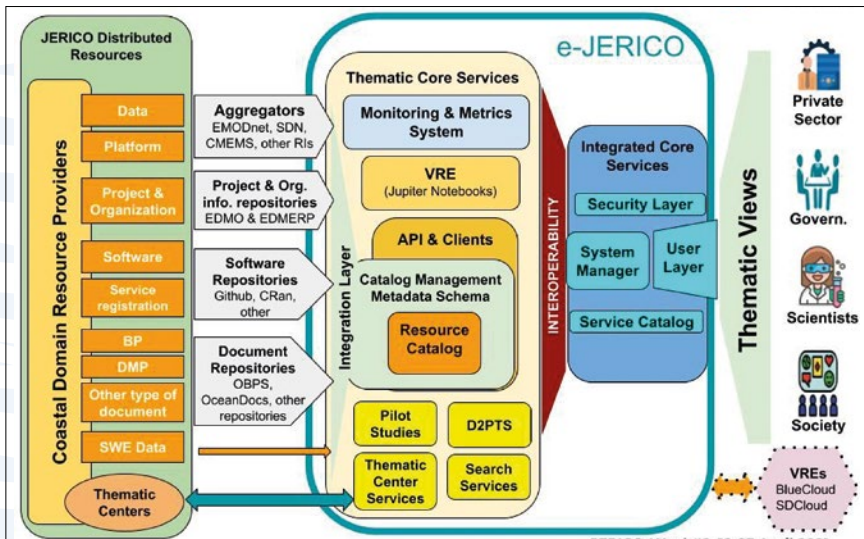 JERICO Distributed
Resources
Coastal Domain Resource Providers
Data
Platform
Project &
Organization
Software
Service
registration
BP
DMP
Other type of
document
SWE Data
Thematic
Centers
Aggregators
EMODnet, SDN,
CMEMS, other RIs
Project & Org.
info. repositories
EDMO & EDMERP
Software
Repositories
Github, CRan,
other
Document
Repositories
OBPS,
OceanDocs, other
repositories
e-JERICO
Thematic Core Services
Monitoring & Metrics
System
VRE
(Jupiter Notebooks)
Integration Layer
API & Clients
Catalog Management
Metadata Schema
Resource
Catalog
Pilot
Studies
D2PTS
Thematic
Center
Services
Search
Services
INTEROPERABILITY
Integrated Core
Services
Security Layer
System
Manager
User
Layer
Service Catalog
Thematic Views
Private
Sector
Govern.
Scientists
Society
VREs
BlueCloud
SDCloud